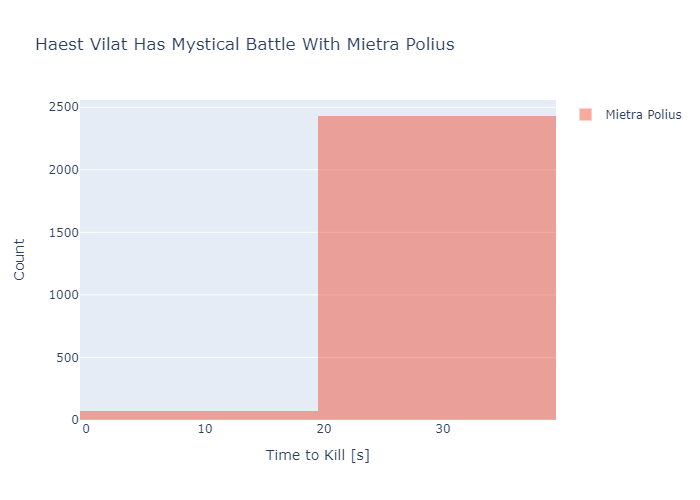 Haest Vilat Has Mystical Battle With Mietra Polius
2500
2000
1500
1000
500
0
Count
0 10 20 30
Time to Kill [s]
Mietra Polius